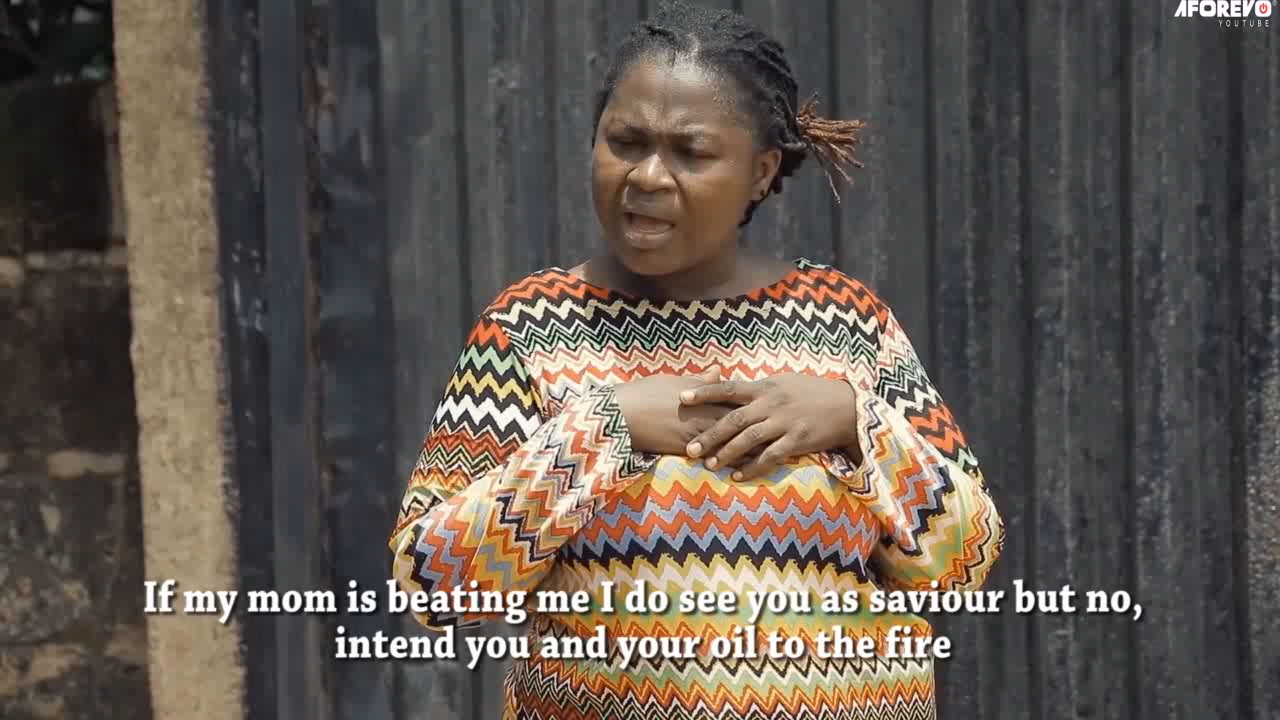 AFOREVO
YOUTUBE
If my mom is beating me I do see you as saviour but no,
intend you and your oil to the fire